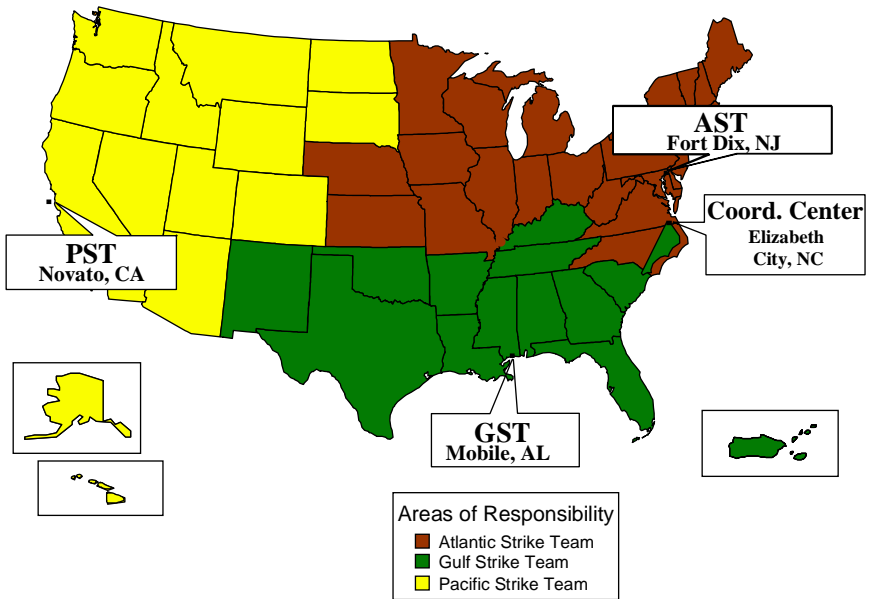 AST
Fort Dix, NJ
Coord. Center
Elizabeth
City, NC
PST
Novato, CA
GST
Mobile, AL
Areas of Responsibility
Atlantic Strike Team
Gulf Strike Team
Pacific Strike Team